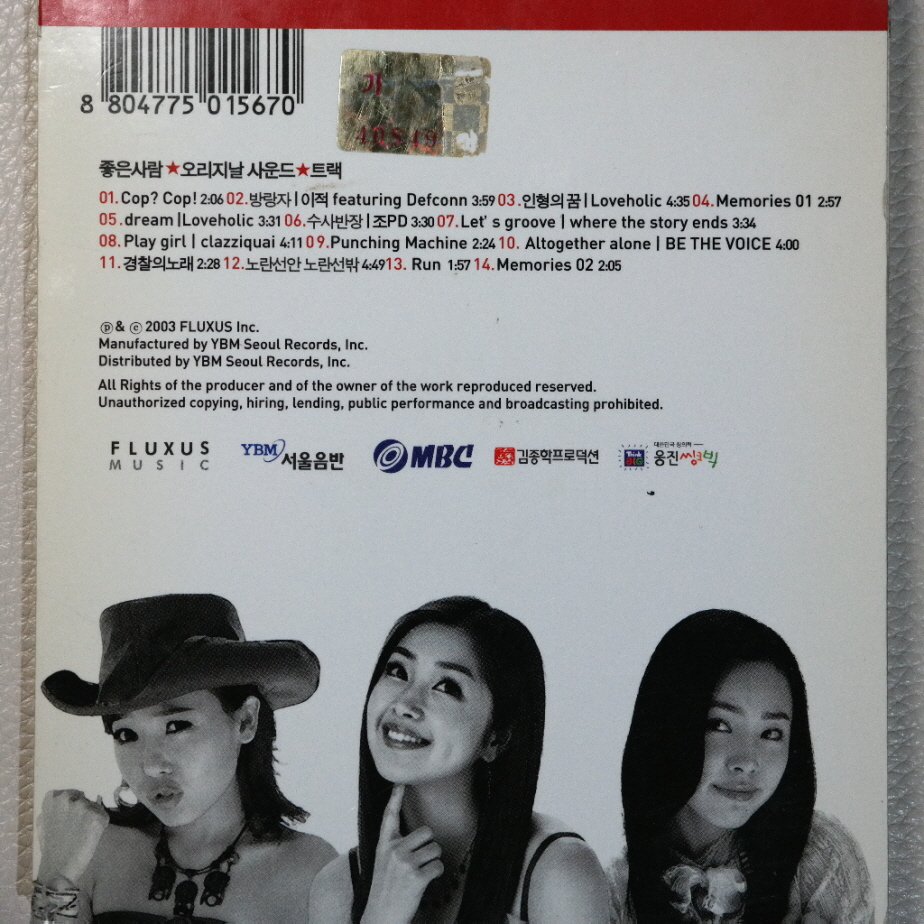 8 804775 015670
가
40849
좋은사람★오리지날 사운드★트랙
01.Cop? Cop! 2:06 02.방랑자 | 이적 featuring Defconn 3:59 03.인형의 꿈 | Loveholic 4:35 04.Memories 01 2:57
05.dream |Loveholic 3:31 06.수사반장 | 조PD 3:30 07.Let's groove | where the story ends 3:34
08.Play girl | clazziquai 4:11 09.Punching Machine 2:24 10. Altogether alone | BE THE VOICE 4:00
11.경찰의노래 2:28 12.노란선안 노란선밖 4:49 13. Run 1:57 14.Memories 02 2:05
ⓟ& ⓒ 2003 FLUXUS Inc.
Manufactured by YBM Seoul Records, Inc.
Distributed by YBM Seoul Records, Inc.
All Rights of the producer and of the owner of the work reproduced reserved.
Unauthorized copying, hiring, lending, public performance and broadcasting prohibited.
FLUXUS MUSIC YBM 서울음반 MBC 김종학프로덕션 Think BIG 웅진씽크빅